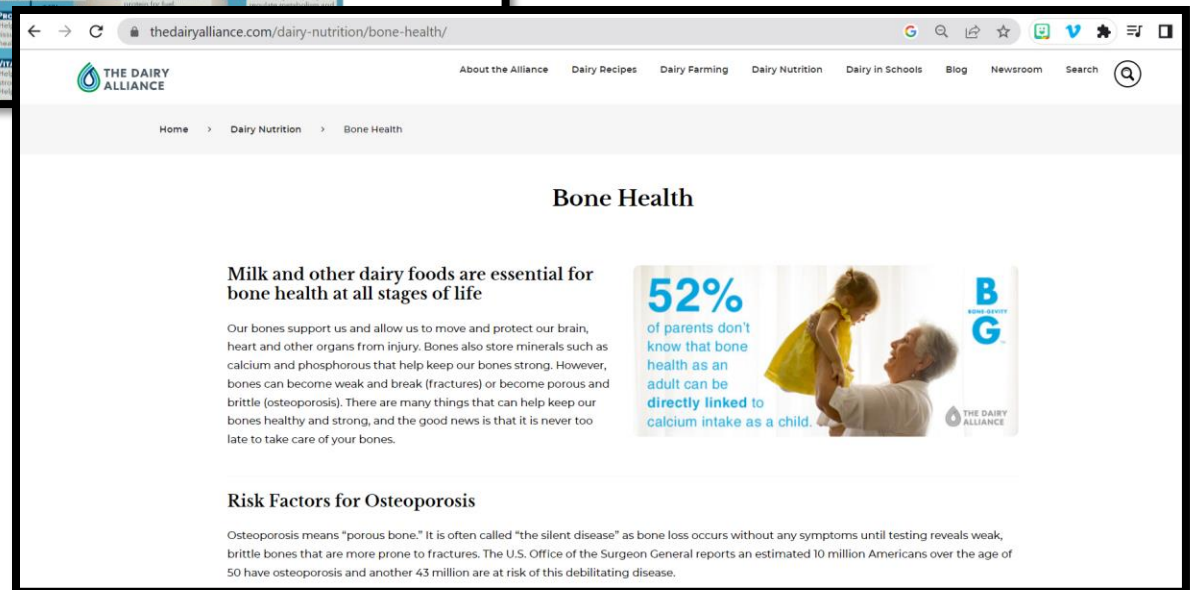 protein for fuel
thedairyalliance.com/dairy-nutrition/bone-health/
THE DAIRY
ALLIANCE
About the Alliance Dairy Recipes Dairy Farming Dairy Nutrition Dairy in Schools Blog Newsroom Search
Home > Dairy Nutrition > Bone Health
Bone Health
Milk and other dairy foods are essential for
bone health at all stages of life
Our bones support us and allow us to move and protect our brain,
heart and other organs from injury. Bones also store minerals such as
calcium and phosphorous that help keep our bones strong. However,
bones can become weak and break (fractures) or become porous and
brittle (osteoporosis). There are many things that can help keep our
bones healthy and strong, and the good news is that it is never too
late to take care of your bones.
52%
of parents don't
know that bone
health as an
adult can be
directly linked to
calcium intake as a child.
B
BONE-GEVITY
G
THE DAIRY
ALLIANCE
Risk Factors for Osteoporosis
Osteoporosis means “porous bone.” It is often called “the silent disease” as bone loss occurs without any symptoms until testing reveals weak,
brittle bones that are more prone to fractures. The U.S. Office of the Surgeon General reports an estimated 10 million Americans over the age of
50 have osteoporosis and another 43 million are at risk of this debilitating disease.